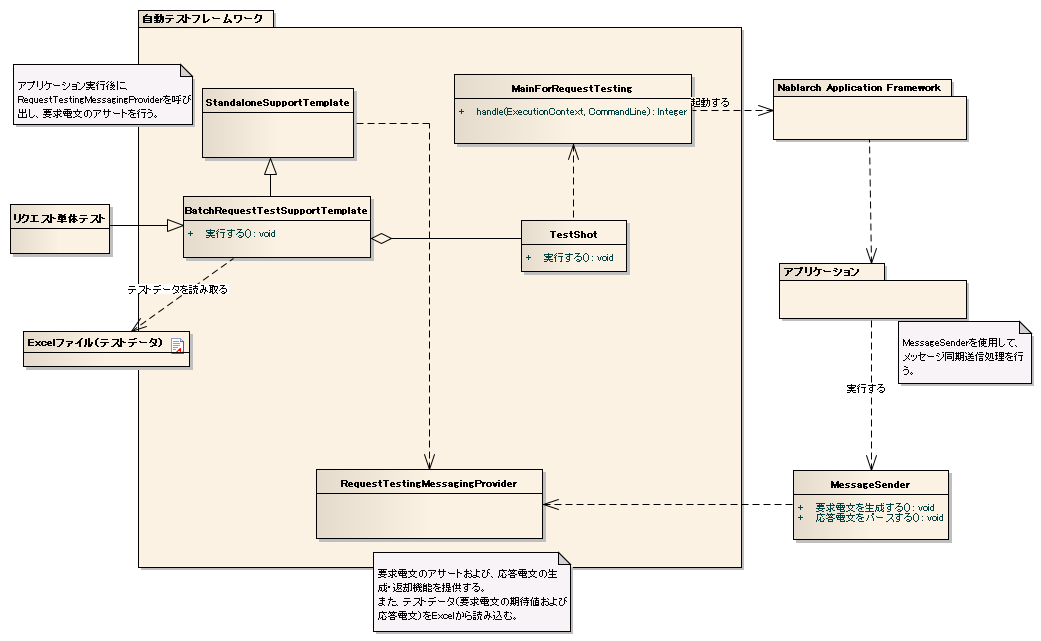 自動テストフレームワーク
アプリケーション実行後に、
RequestTestingMessagingProviderを呼び
出し、要求電文のアサートを行う。
StandaloneSupportTemplate
MainForRequestTesting
+ handle(ExecutionContext, CommandLine) : Integer
起動する
Nablarch Application Framework
リクエスト単体テスト
BatchRequestTestSupportTemplate
+ 実行する() : void
TestShot
+ 実行する() : void
テストデータを読み取る
アプリケーション
Excelファイル(テストデータ)
MessageSenderを使用して、
メッセージ同期送信処理を行
う。
実行する
RequestTestingMessagingProvider
MessageSender
+ 要求電文を生成する() : void
+ 応答電文をパースする() : void
要求電文のアサートおよび、応答電文の生
成・返却機能を提供する。
また、テストデータ(要求電文の期待値および
応答電文)をExcelから読み込む。